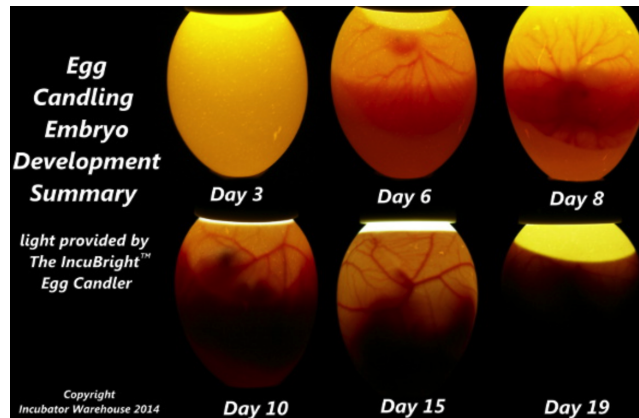 Egg
Candling
Embryo
Development
Summary
light provided by
The IncuBright™
Egg Candler
Copyright
Incubator Warehouse 2014
Day 3
Day 6
Day 8
Day 10
Day 15
Day 19